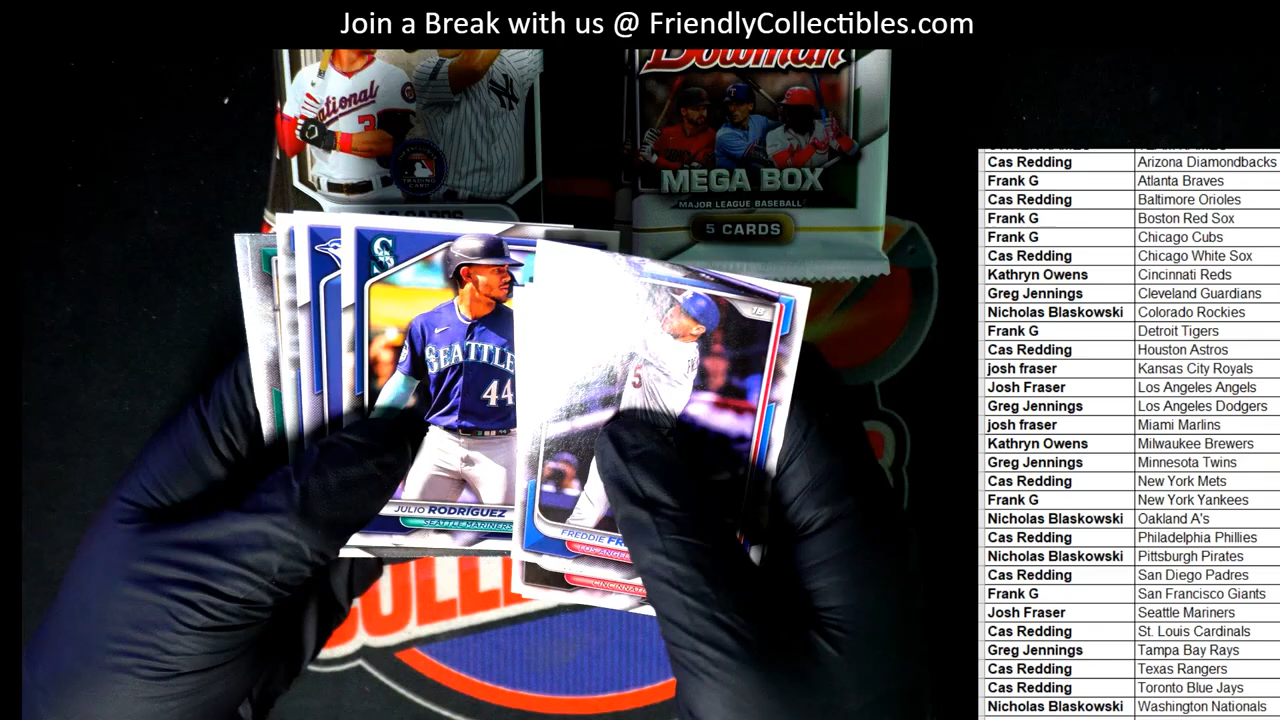 Join a Break with us @ FriendlyCollectibles.com
Bowman
MEGA BOX
MAJOR LEAGUE BASEBALL
5 CARDS
CARDS
SEATTLE
44
JULIO RODRÍGUEZ
SEATTLE MARINERS
5
FREDDIE
Cas Redding Arizona Diamondbacks
Frank G Atlanta Braves
Cas Redding Baltimore Orioles
Frank G Boston Red Sox
Frank G Chicago Cubs
Cas Redding Chicago White Sox
Kathryn Owens Cincinnati Reds
Greg Jennings Cleveland Guardians
Nicholas Blaskowski Colorado Rockies
Frank G Detroit Tigers
Cas Redding Houston Astros
josh fraser Kansas City Royals
Josh Fraser Los Angeles Angels
Greg Jennings Los Angeles Dodgers
josh fraser Miami Marlins
Kathryn Owens Milwaukee Brewers
Greg Jennings Minnesota Twins
Cas Redding New York Mets
Frank G New York Yankees
Nicholas Blaskowski Oakland A's
Cas Redding Philadelphia Phillies
Nicholas Blaskowski Pittsburgh Pirates
Cas Redding San Diego Padres
Frank G San Francisco Giants
Josh Fraser Seattle Mariners
Cas Redding St. Louis Cardinals
Greg Jennings Tampa Bay Rays
Cas Redding Texas Rangers
Cas Redding Toronto Blue Jays
Nicholas Blaskowski Washington Nationals